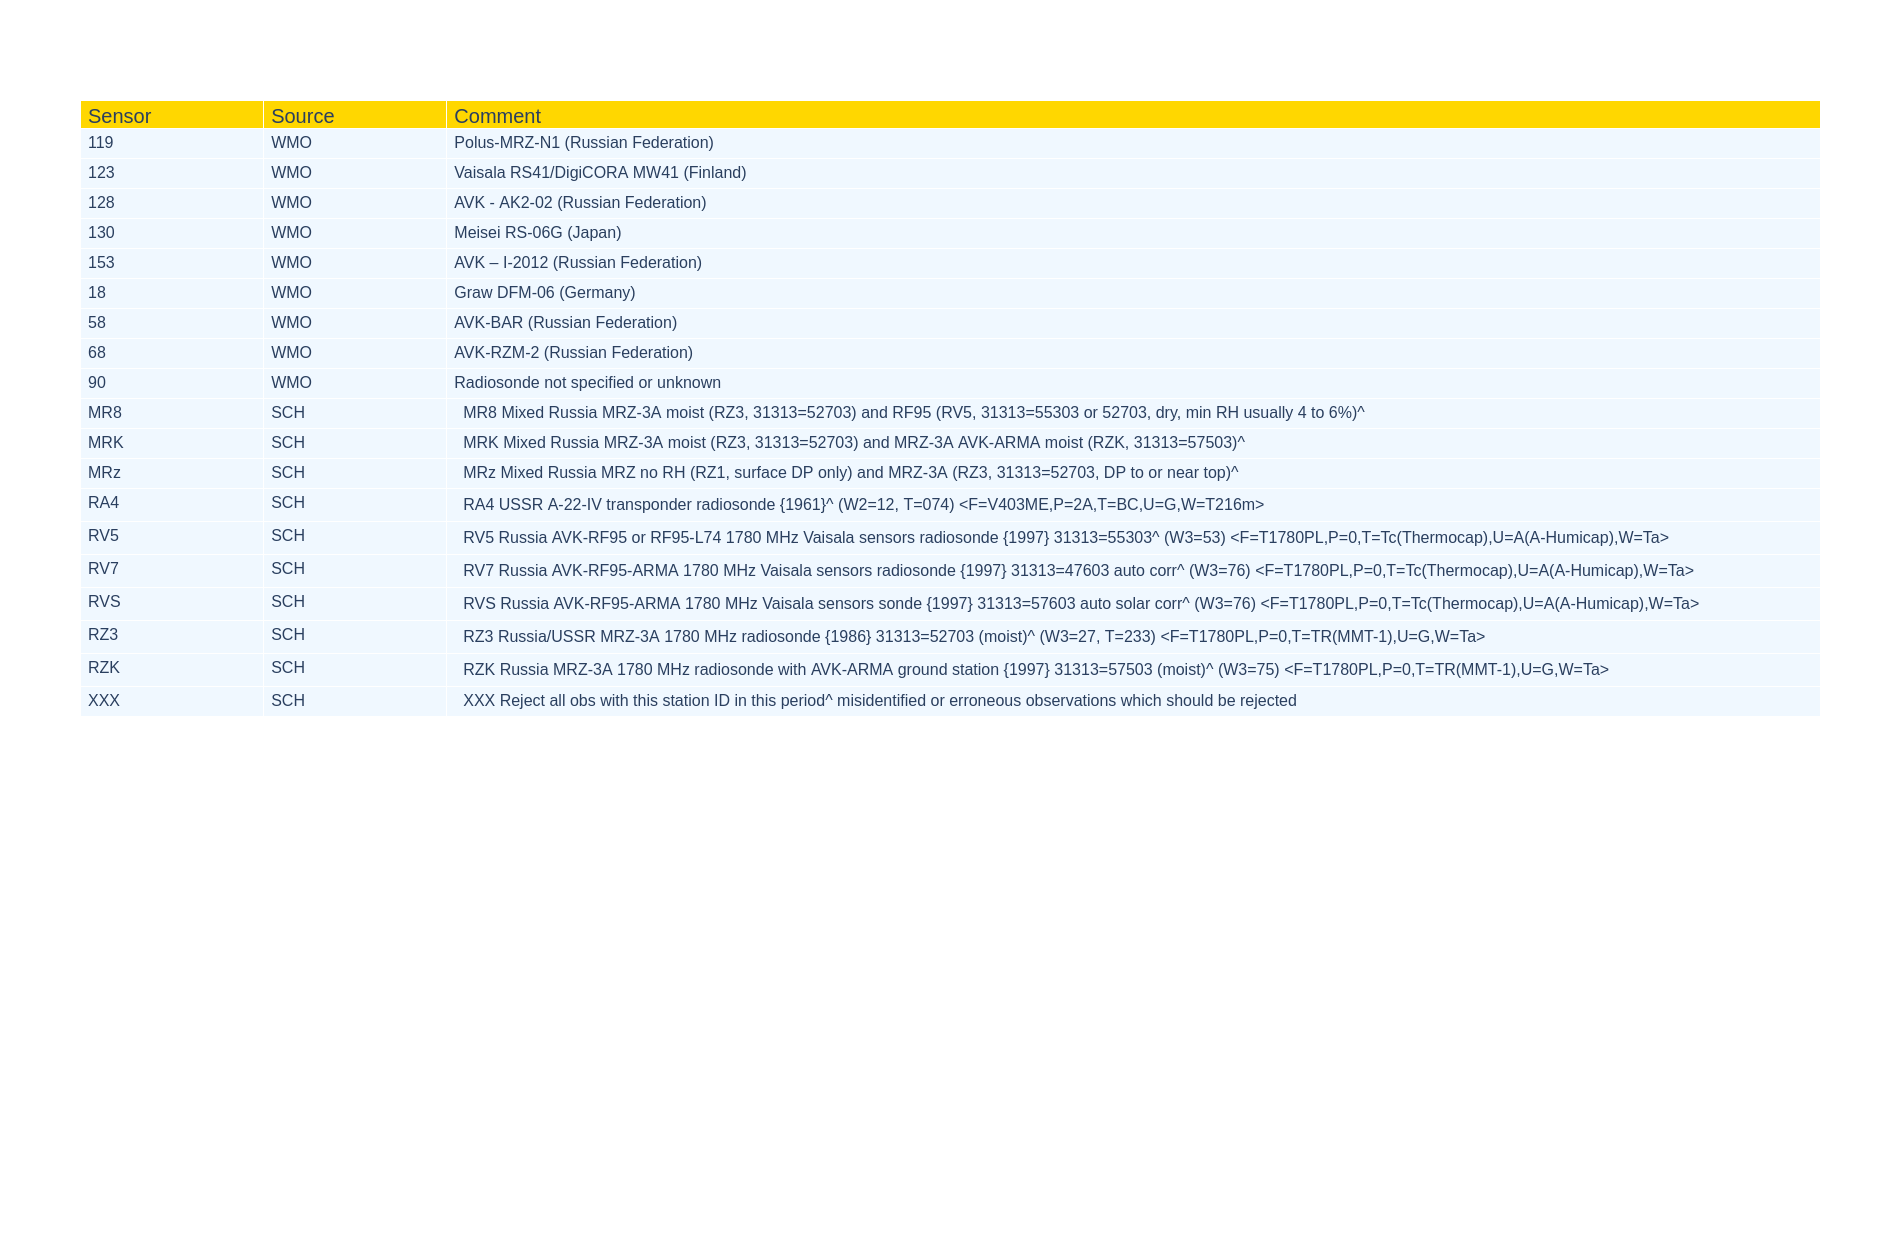 Sensor Source Comment
119 WMO Polus-MRZ-N1 (Russian Federation)
123 WMO Vaisala RS41/DigiCORA MW41 (Finland)
128 WMO AVK - AK2-02 (Russian Federation)
130 WMO Meisei RS-06G (Japan)
153 WMO AVK – I-2012 (Russian Federation)
18 WMO Graw DFM-06 (Germany)
58 WMO AVK-BAR (Russian Federation)
68 WMO AVK-RZM-2 (Russian Federation)
90 WMO Radiosonde not specified or unknown
MR8 SCH MR8 Mixed Russia MRZ-3A moist (RZ3, 31313=52703) and RF95 (RV5, 31313=55303 or 52703, dry, min RH usually 4 to 6%)^
MRK SCH MRK Mixed Russia MRZ-3A moist (RZ3, 31313=52703) and MRZ-3A AVK-ARMA moist (RZK, 31313=57503)^
MRz SCH MRz Mixed Russia MRZ no RH (RZ1, surface DP only) and MRZ-3A (RZ3, 31313=52703, DP to or near top)^
RA4 SCH RA4 USSR A-22-IV transponder radiosonde {1961}^ (W2=12, T=074) <F=V403ME,P=2A,T=BC,U=G,W=T216m>
RV5 SCH RV5 Russia AVK-RF95 or RF95-L74 1780 MHz Vaisala sensors radiosonde {1997} 31313=55303^ (W3=53) <F=T1780PL,P=0,T=Tc(Thermocap),U=A(A-Humicap),W=Ta>
RV7 SCH RV7 Russia AVK-RF95-ARMA 1780 MHz Vaisala sensors radiosonde {1997} 31313=47603 auto corr^ (W3=76) <F=T1780PL,P=0,T=Tc(Thermocap),U=A(A-Humicap),W=Ta>
RVS SCH RVS Russia AVK-RF95-ARMA 1780 MHz Vaisala sensors sonde {1997} 31313=57603 auto solar corr^ (W3=76) <F=T1780PL,P=0,T=Tc(Thermocap),U=A(A-Humicap),W=Ta>
RZ3 SCH RZ3 Russia/USSR MRZ-3A 1780 MHz radiosonde {1986} 31313=52703 (moist)^ (W3=27, T=233) <F=T1780PL,P=0,T=TR(MMT-1),U=G,W=Ta>
RZK SCH RZK Russia MRZ-3A 1780 MHz radiosonde with AVK-ARMA ground station {1997} 31313=57503 (moist)^ (W3=75) <F=T1780PL,P=0,T=TR(MMT-1),U=G,W=Ta>
XXX SCH XXX Reject all obs with this station ID in this period^ misidentified or erroneous observations which should be rejected